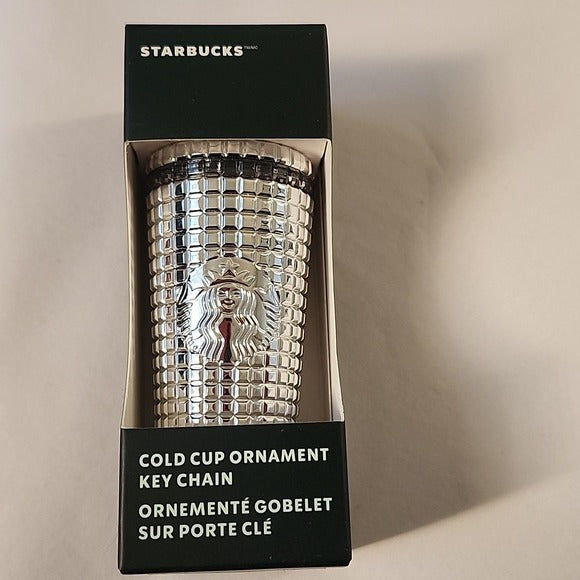 STARBUCKS
COLD CUP ORNAMENT
KEY CHAIN
ORNEMENTÉ GOBELET
SUR PORTE CLÉ